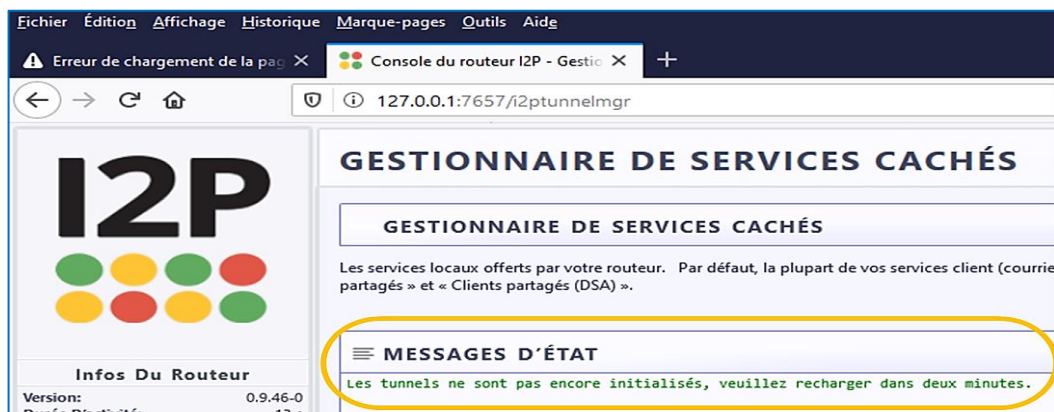 Fichier Édition Affichage Historique Marque-pages Outils Aide
Erreur de chargement de la pag
Console du routeur I2P - Gestio
127.0.0.1:7657/i2ptunnelmgr
I2P
GESTIONNAIRE DE SERVICES CACHÉS
GESTIONNAIRE DE SERVICES CACHÉS
Les services locaux offerts par votre routeur. Par défaut, la plupart de vos services client (courrie
partagés » et « Clients partagés (DSA) ».
MESSAGES D'ÉTAT
Les tunnels ne sont pas encore initialisés, veuillez recharger dans deux minutes.
Infos Du Routeur
Version: 0.9.46-0